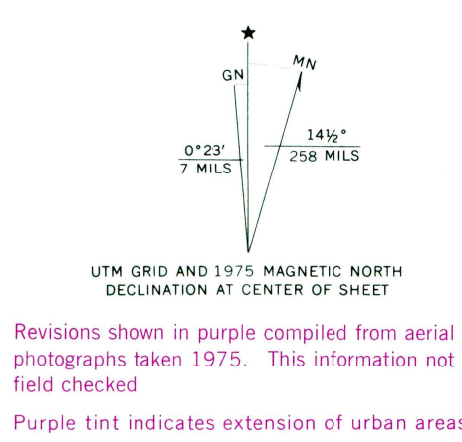 ★
GN
MN
0°23′
7 MILS
14½°
258 MILS
UTM GRID AND 1975 MAGNETIC NORTH
DECLINATION AT CENTER OF SHEET
Revisions shown in purple compiled from aerial
photographs taken 1975. This information not
field checked
Purple tint indicates extension of urban areas